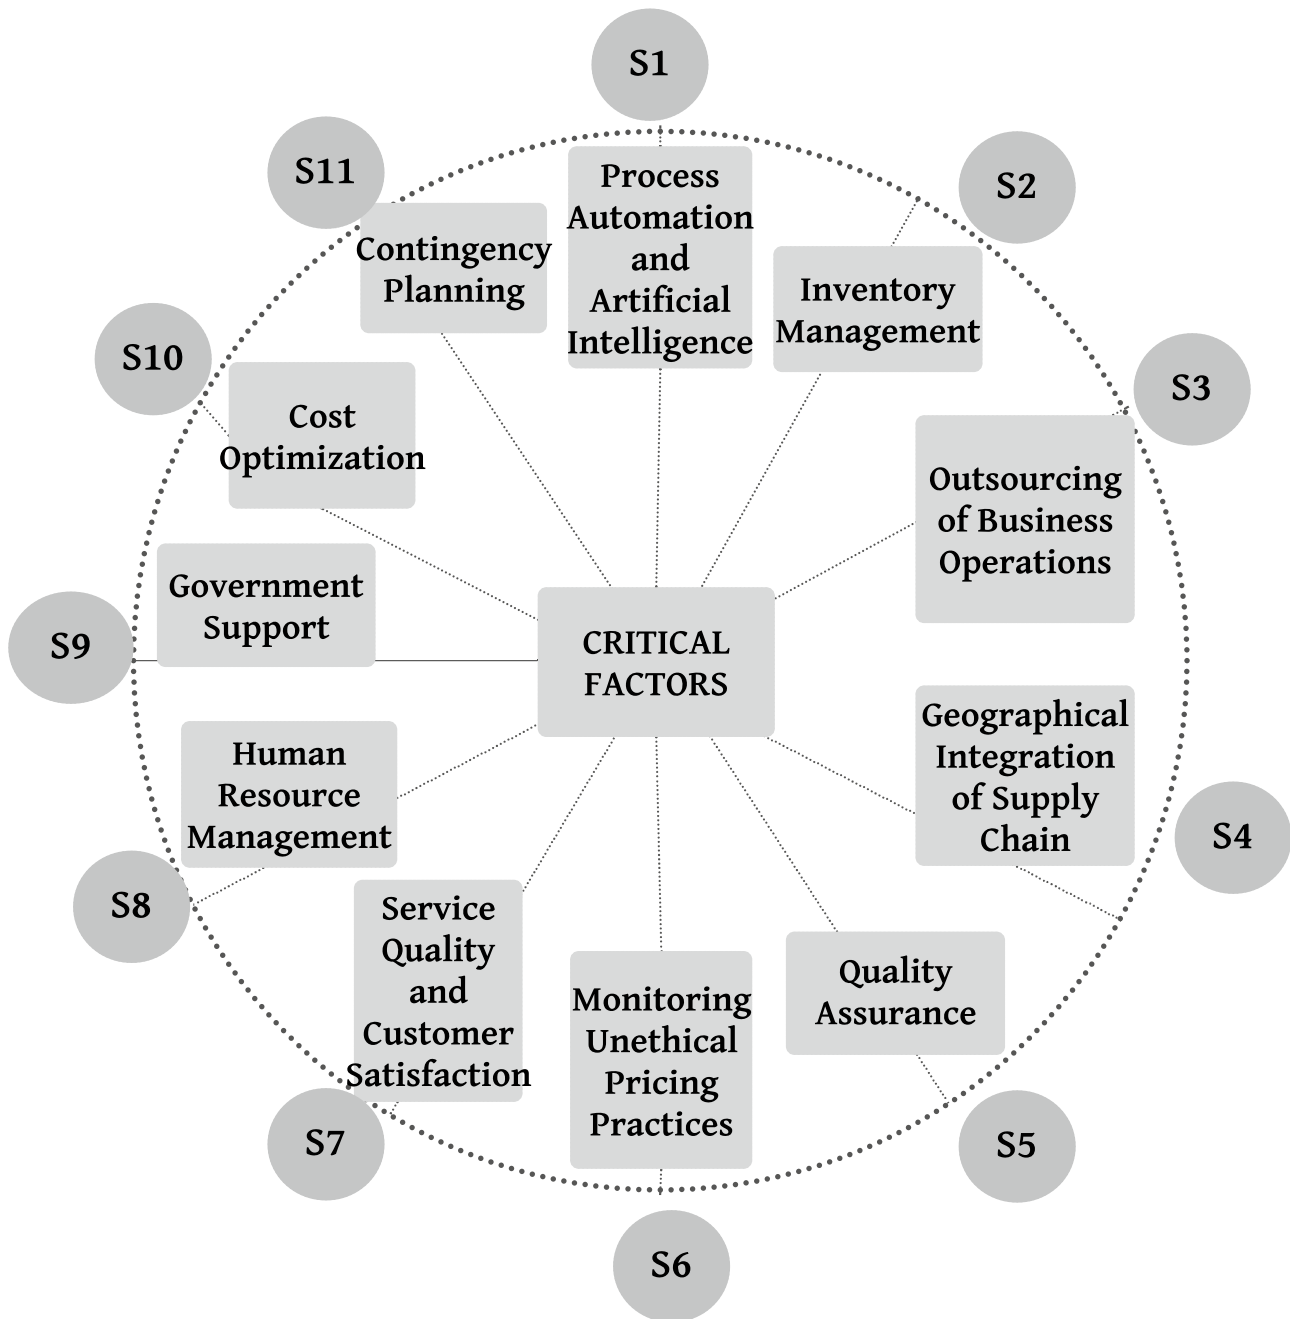 S1
Process
Automation
and
Artificial
Intelligence
S2
Inventory
Management
S3
Outsourcing
of Business
Operations
S4
Geographical
Integration
of Supply
Chain
S5
Quality
Assurance
S6
Monitoring
Unethical
Pricing
Practices
S7
Service
Quality
and
Customer
Satisfaction
S8
Human
Resource
Management
S9
Government
Support
S10
Cost
Optimization
S11
Contingency
Planning
CRITICAL
FACTORS